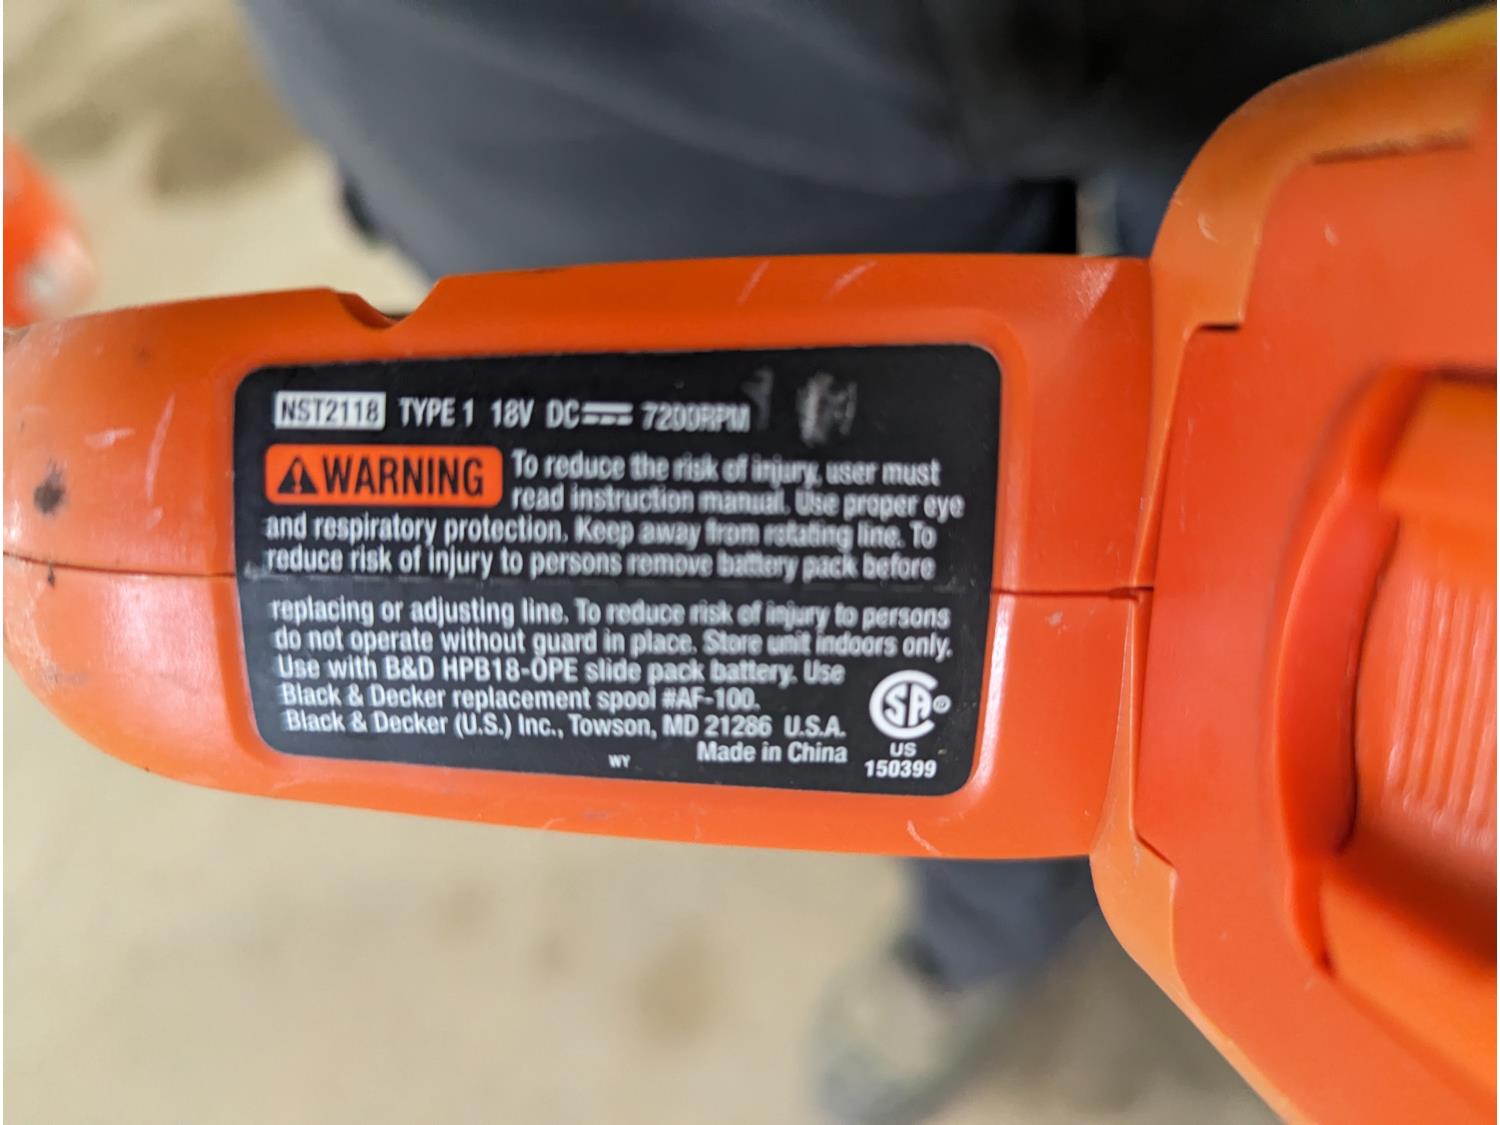 NST2118 TYPE 1 18V DC 7200RPM
WARNING To reduce the risk of injury, user must
read instruction manual. Use proper eye
and respiratory protection. Keep away from rotating line. To
reduce risk of injury to persons remove battery pack before
replacing or adjusting line. To reduce risk of injury to persons
do not operate without guard in place. Store unit indoors only.
Use with B&D HPB18-OPE slide pack battery. Use
Black & Decker replacement spool #AF-100.
Black & Decker (U.S.) Inc., Towson, MD 21286 U.S.A.
WY Made in China
SA ®
US
150399